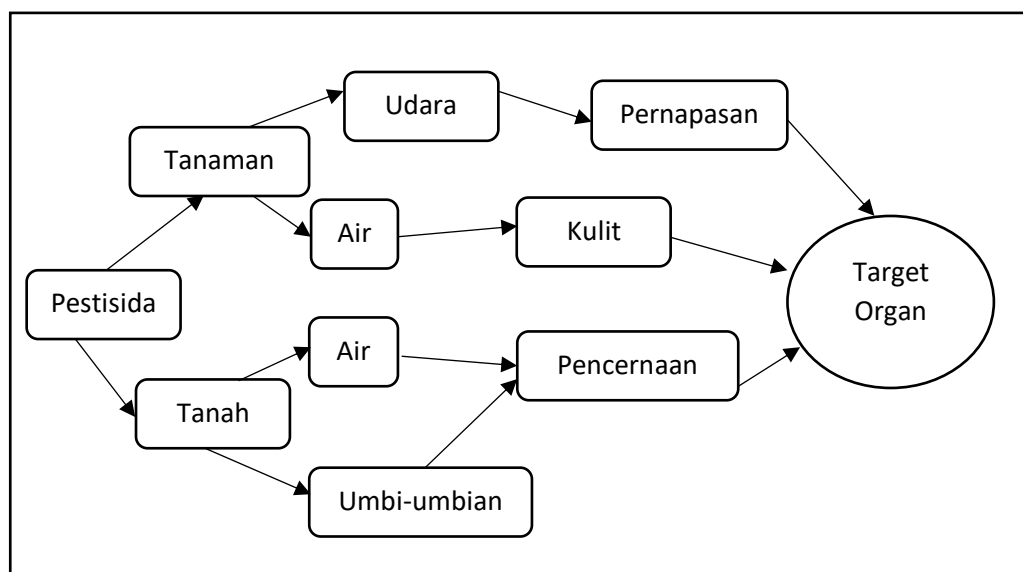 Udara
Pernapasan
Tanaman
Air
Kulit
Target
Organ
Pestisida
Air
Pencernaan
Tanah
Umbi-umbian